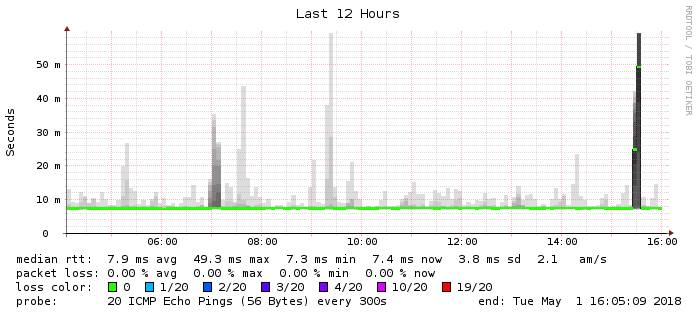 Last 12 Hours
RRDTOOL / TOBI OETIKER
Seconds
50 m
40 m
30 m
20 m
10 m
0
06:00 08:00 10:00 12:00 14:00 16:00
median rtt: 7.9 ms avg 49.3 ms max 7.3 ms min 7.4 ms now 3.8 ms sd 2.1 am/s
packet loss: 0.00 % avg 0.00 % max 0.00 % min 0.00 % now
loss color: 0 1/20 2/20 3/20 4/20 10/20 19/20
probe: 20 ICMP Echo Pings (56 Bytes) every 300s end: Tue May 1 16:05:09 2018